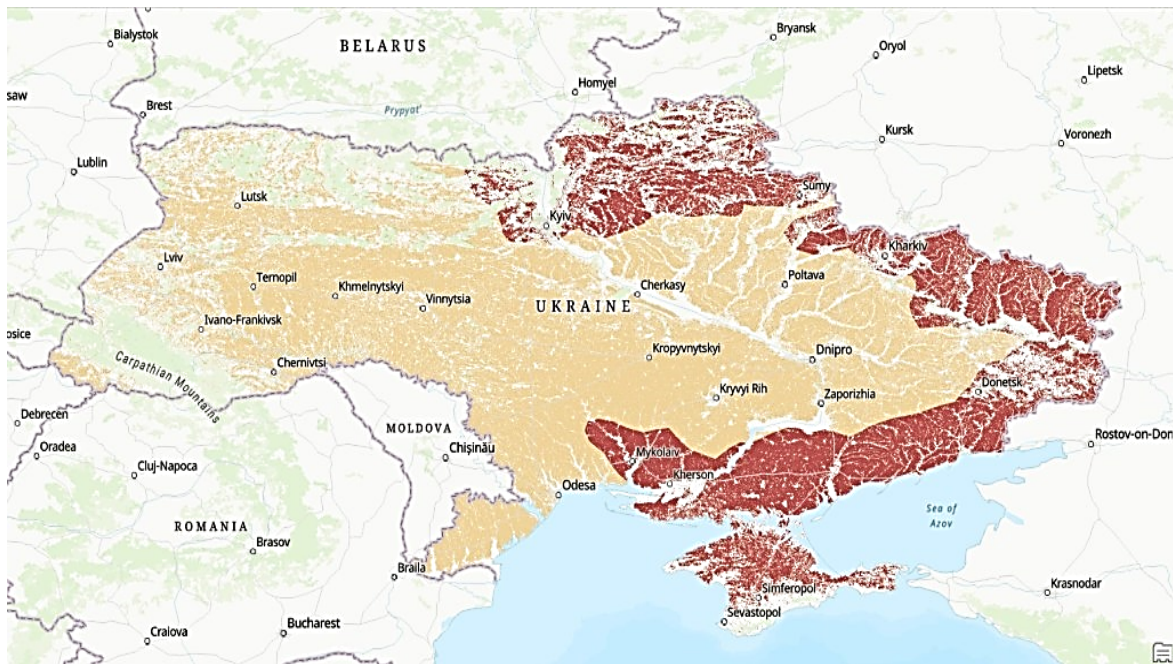 Bialystok
BELARUS
Bryansk
Oryol
Lipetsk
Homyel
saw
Brest
Prypyat'
Kursk
Voronezh
Lublin
Lutsk
Sumy
Kyiv
Kharkiv
Lviv
Ternopil
Khmelnytskyi
Vinnytsia
Cherkasy
Poltava
UKRAINE
Ivano-Frankivsk
osice
Carpathian Mountains
Chernivtsi
Kropyvnytskyi
Dnipro
Kryvyi Rih
Zaporizhia
Donetsk
Debrecen
Oradea
MOLDOVA
Chișinău
Rostov-on-Don
Cluj-Napoca
Mykolaiv
Kherson
Odesa
Sea of
Azov
ROMANIA
Brasov
Braila
Simferopol
Krasnodar
Sevastopol
Bucharest
Craiova